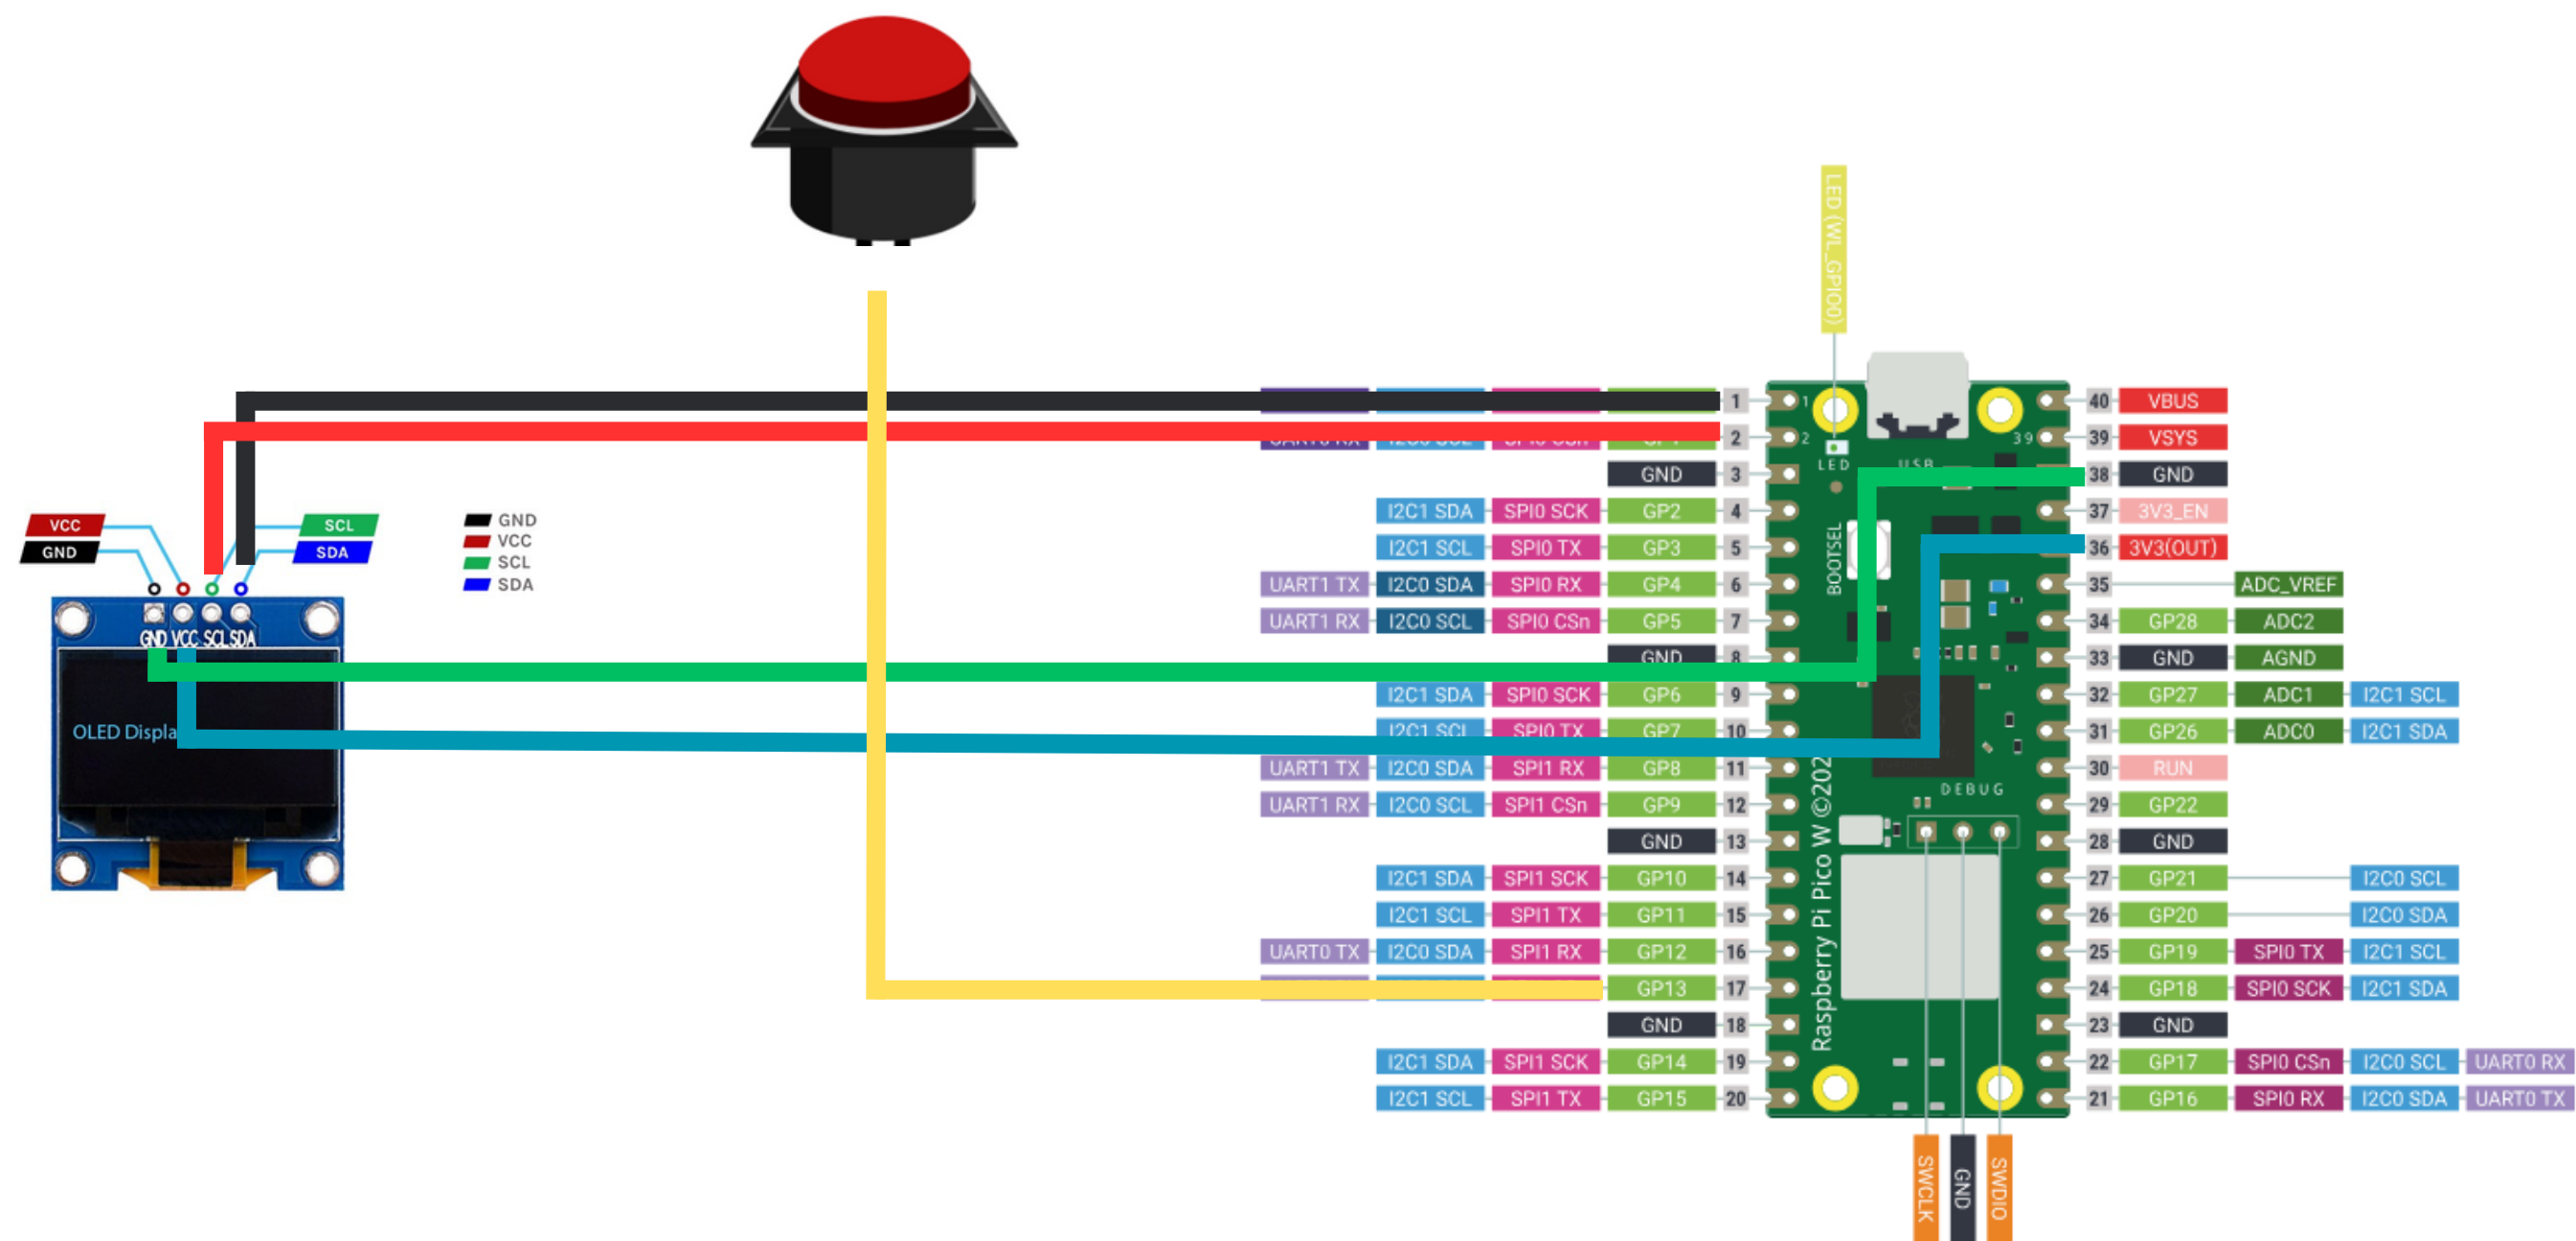 LED (WL_GPIO0)
1 1 40 VBUS
I2C0 SCL 2 2 39 39 VSYS
LED USB
GND 3 38 GND
I2C1 SDA SPI0 SCK GP2 4 37 3V3_EN
I2C1 SCL SPI0 TX GP3 5 BOOTSEL 36 3V3(OUT)
UART1 TX I2C0 SDA SPI0 RX GP4 6 35 ADC_VREF
UART1 RX I2C0 SCL SPI0 CSn GP5 7 34 GP28 ADC2
GND 8 33 GND AGND
I2C1 SDA SPI0 SCK GP6 9 32 GP27 ADC1 I2C1 SCL
I2C1 SCL SPI0 TX GP7 10 31 GP26 ADC0 I2C1 SDA
UART1 TX I2C0 SDA SPI1 RX GP8 11 30 RUN
DEBUG
UART1 RX I2C0 SCL SPI1 CSn GP9 12 29 GP22
GND 13 28 GND
I2C1 SDA SPI1 SCK GP10 14 27 GP21 I2C0 SCL
I2C1 SCL SPI1 TX GP11 15 26 GP20 I2C0 SDA
UART0 TX I2C0 SDA SPI1 RX GP12 16 25 GP19 SPI0 TX I2C1 SCL
GP13 17 24 GP18 SPI0 SCK I2C1 SDA
GND 18 23 GND
I2C1 SDA SPI1 SCK GP14 19 22 GP17 SPI0 CSn I2C0 SCL UART0 RX
I2C1 SCL SPI1 TX GP15 20 21 GP16 SPI0 RX I2C0 SDA UART0 TX
Raspberry Pi Pico W ©202
SWCLK
GND
SWDIO
VCC SCL
GND SDA
GND
VCC
SCL
SDA
GND VCC SCL SDA
OLED Displa